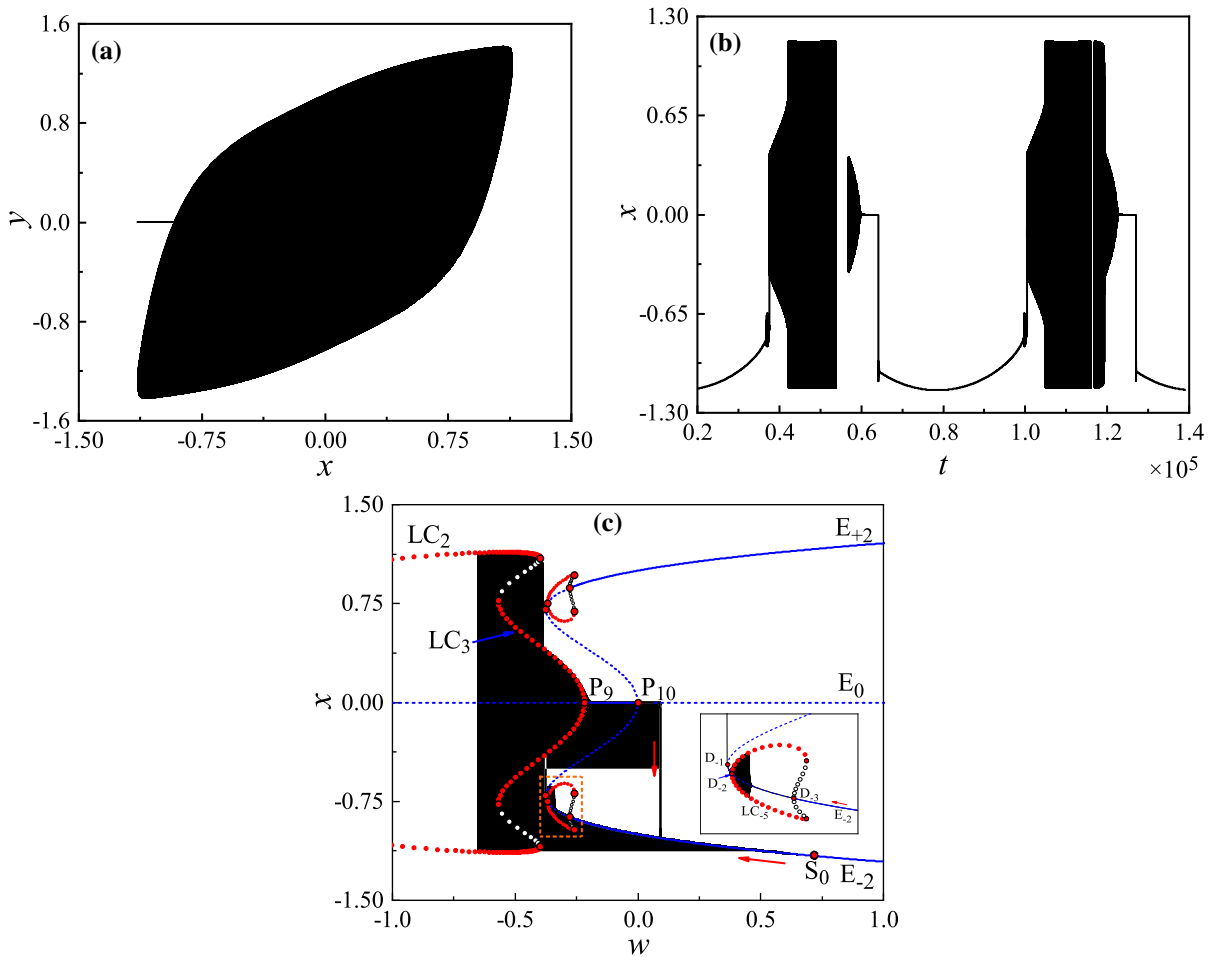 (a)
1.6
0.8
0.0
-0.8
-1.6
y
-1.50 -0.75 0.00 0.75 1.50
x
(b)
1.30
0.65
0.00
-0.65
-1.30
x
0.2 0.4 0.6 0.8 1.0 1.2 1.4
t
×10⁵
(c)
1.50
0.75
0.00
-0.75
-1.50
x
LC₂
E₊₂
LC₃
P₉
P₁₀
E₀
D₋₁
D₋₂
D₋₃
LC₋₅
E₋₂
S₀
E₋₂
-1.0 -0.5 0.0 0.5 1.0
w